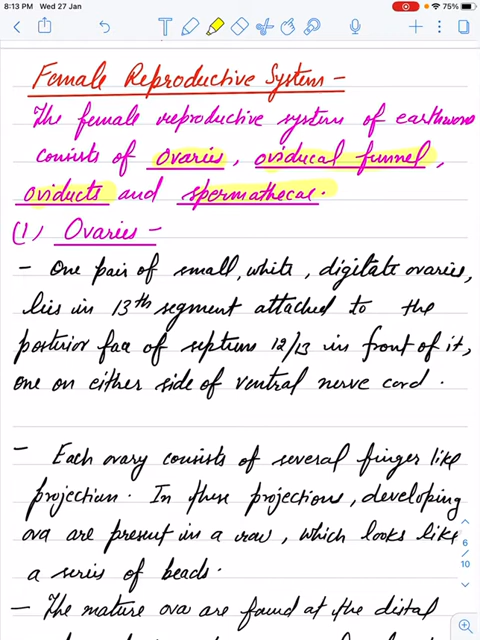 8:13 PM Wed 27 Jan
75%
Female Reproductive System -
The female reproductive system of earthworm
consists of ovaries, oviducal funnel,
oviducts and spermathecae.
(1) Ovaries -
- One pair of small, white, digitate ovaries,
lies in 13th segment attached to the
posterior face of septum 12/13 in front of it,
one on either side of ventral nerve cord.
- Each ovary consists of several finger like
projection. In these projections, developing
ova are present in a row, which looks like
a series of beads.
6
/
10
- The mature ova are found at the distal